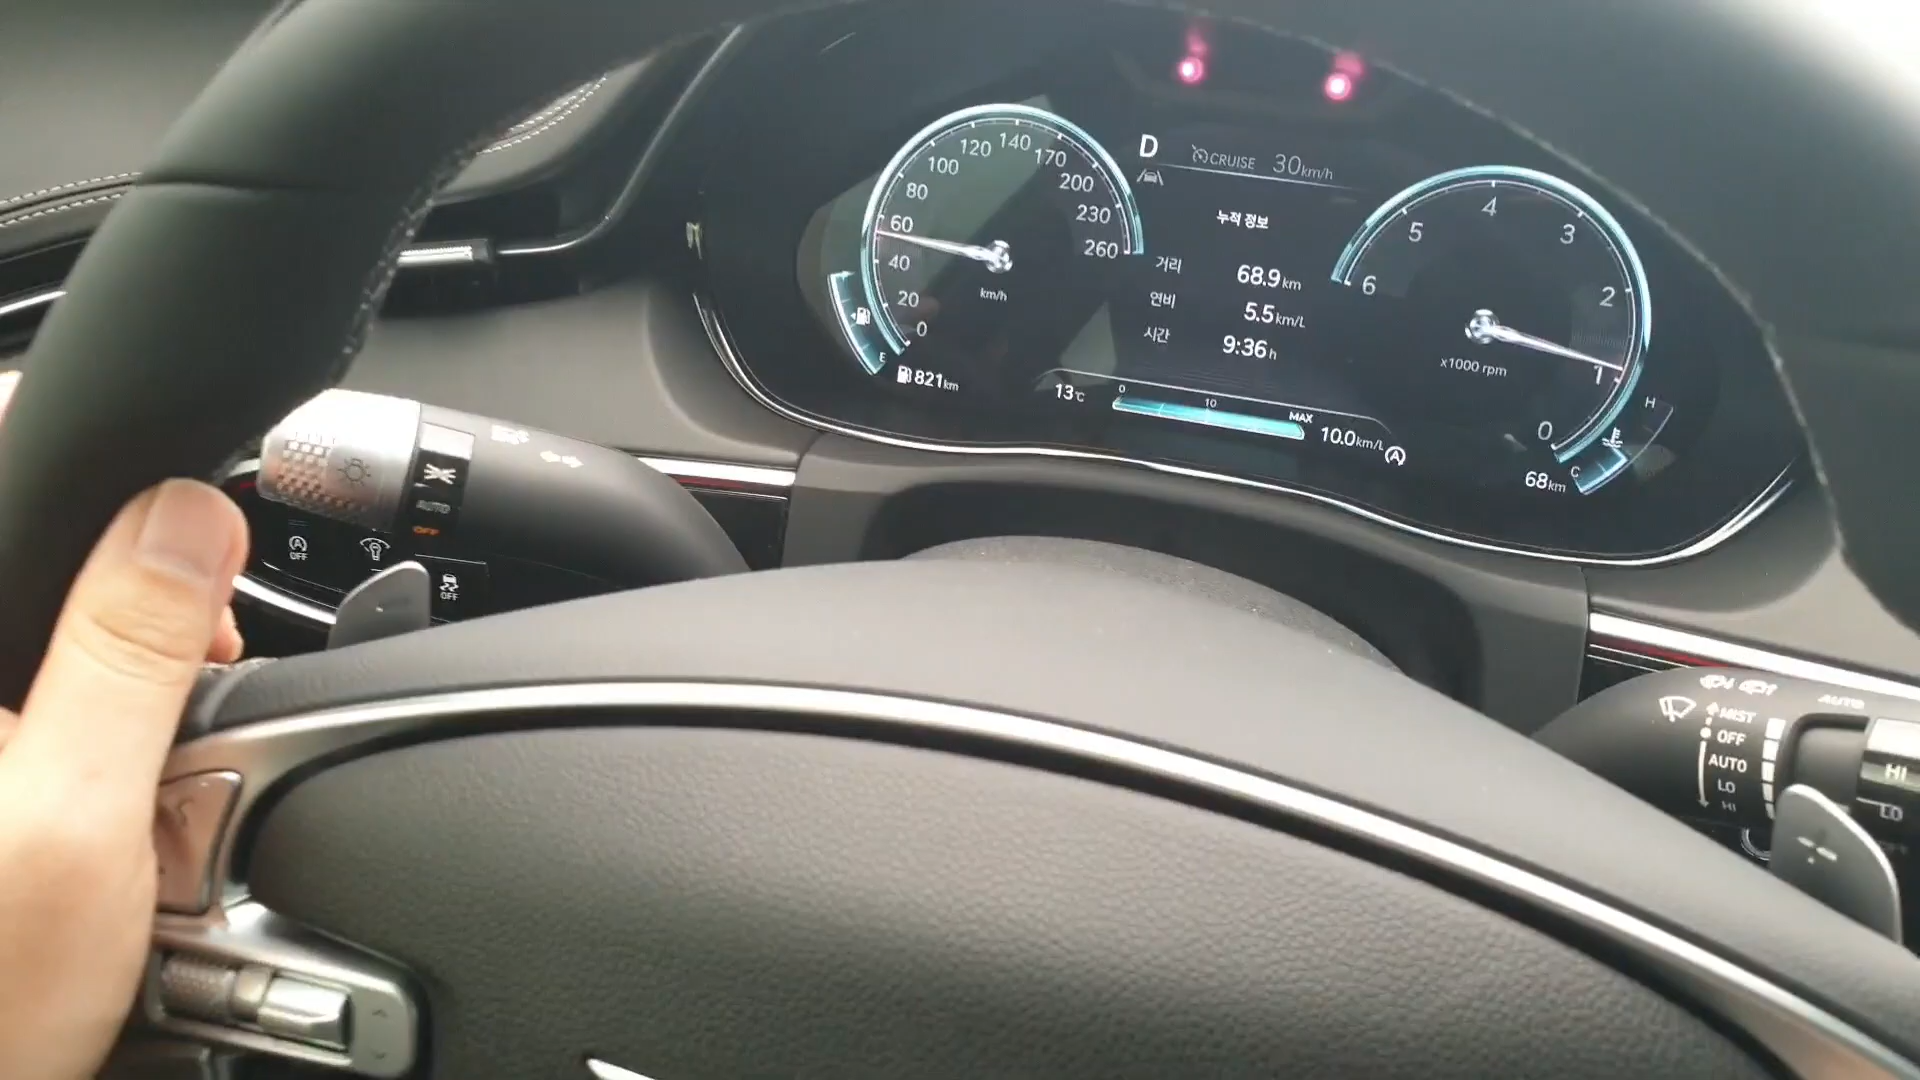 D CRUISE 30km/h
누적 정보
거리 68.9km
연비 5.5km/L
시간 9:36h
0 20 40 60 80 100 120 140 170 200 230 260
km/h
E
821km
13℃
0 10 MAX
10.0km/L
A
6 5 4 3 2 1 0
x1000 rpm
H
C
68km
AUTO
OFF
A
OFF
OFF
AUTO
MIST
OFF
AUTO
LO
HI
HI
LO